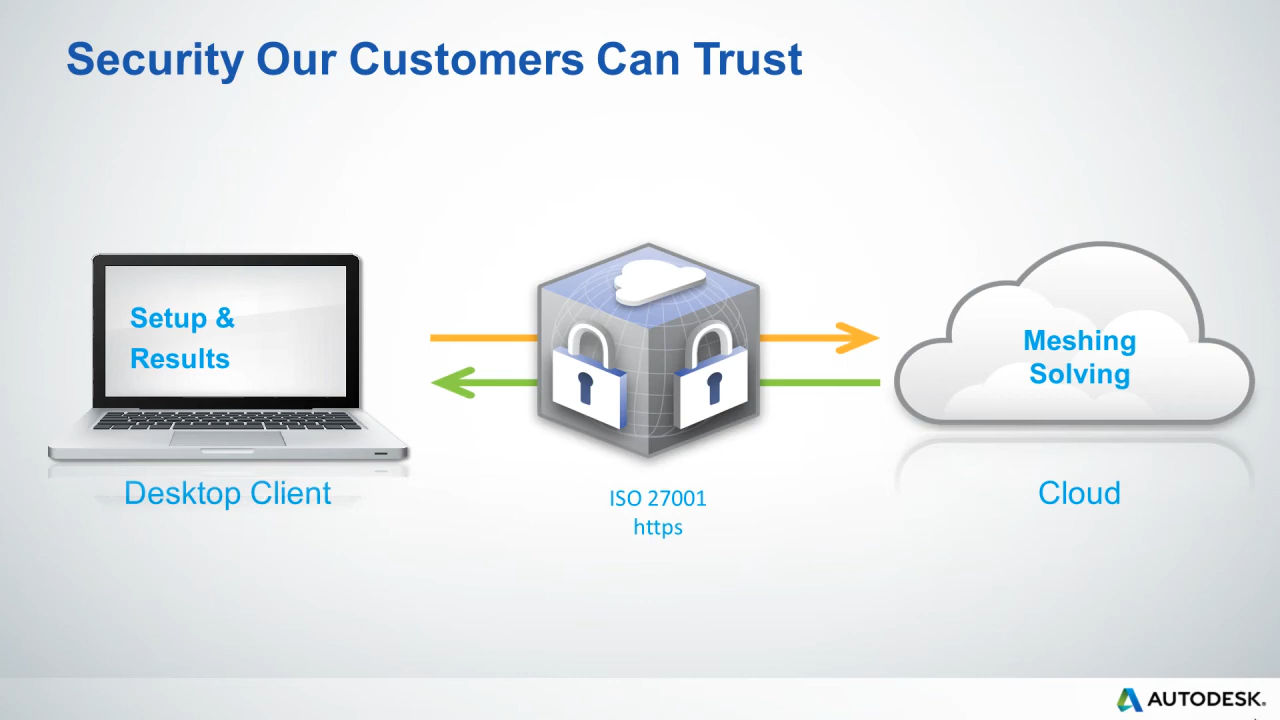 Security Our Customers Can Trust
Setup &
Results
Meshing
Solving
Desktop Client
ISO 27001
https
Cloud
AUTODESK.